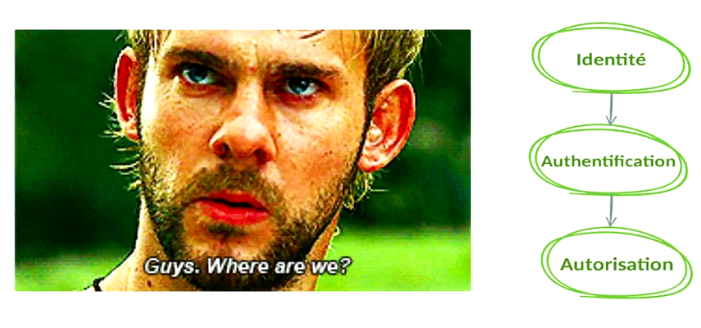 Guys. Where are we?
Identité
Authentification
Autorisation